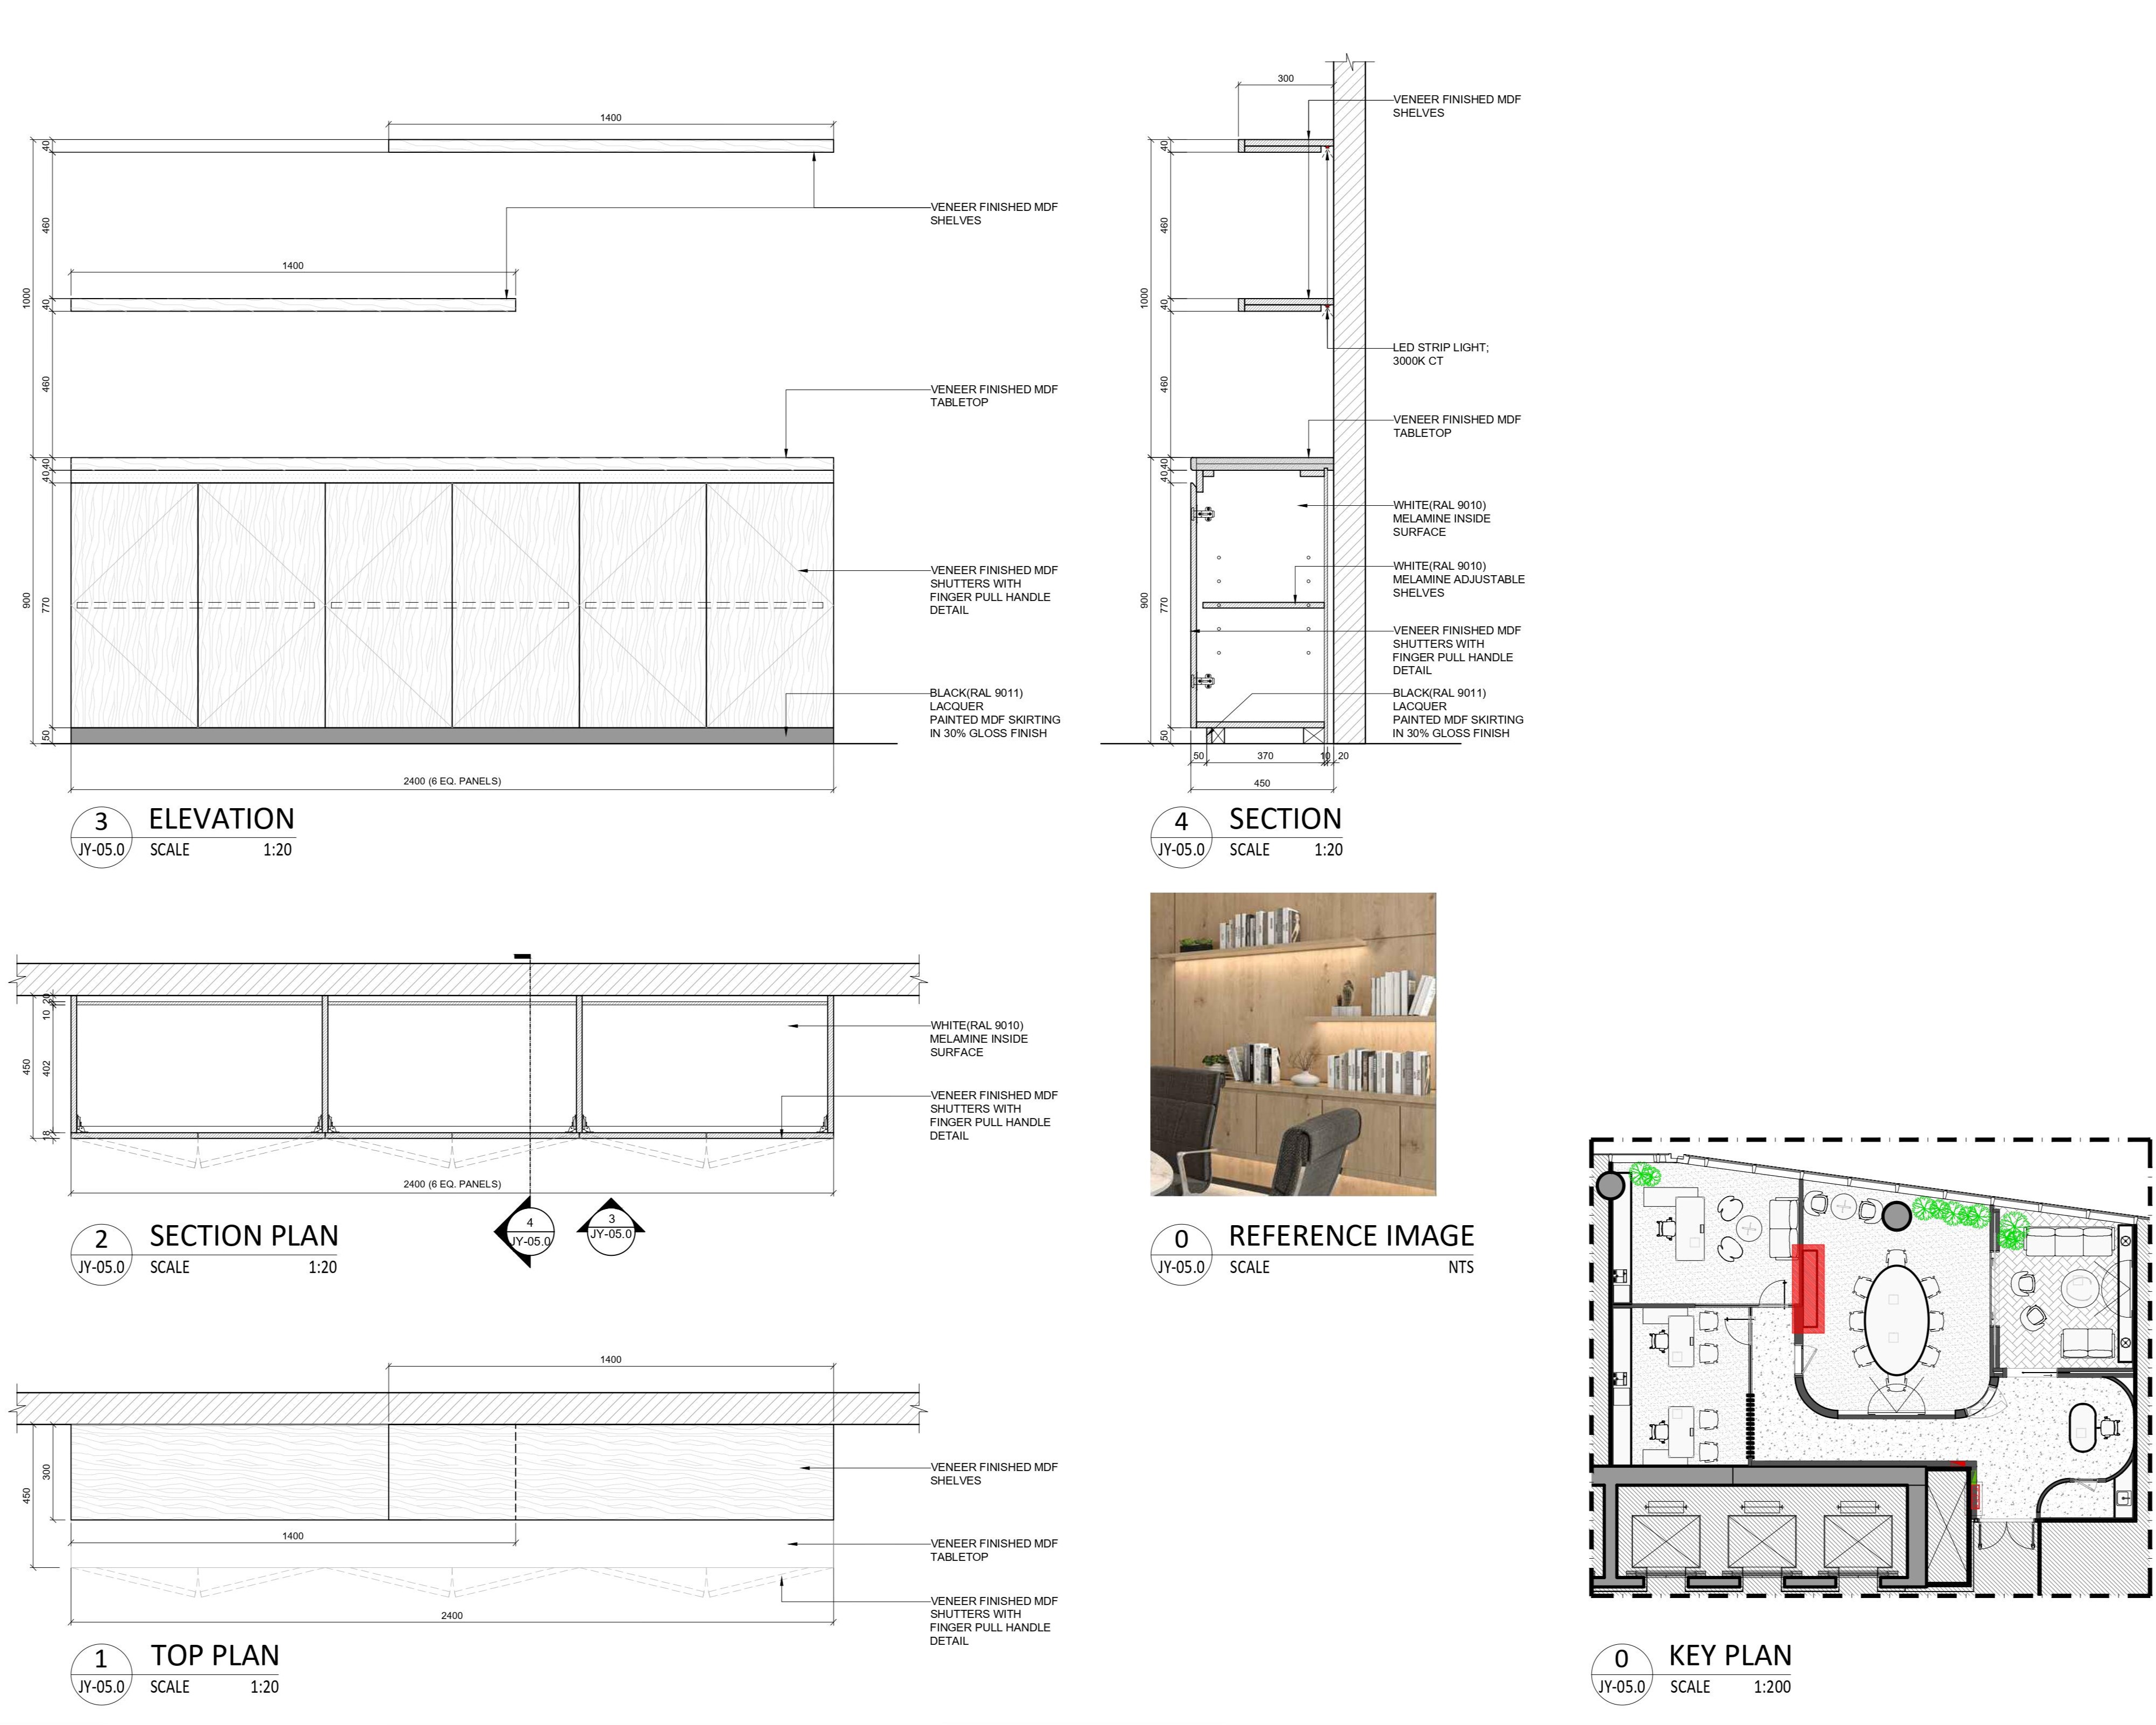 1400
40
460
1400
1000
40
460
40
40
900
770
50
VENEER FINISHED MDF
SHELVES
VENEER FINISHED MDF
TABLETOP
VENEER FINISHED MDF
SHUTTERS WITH
FINGER PULL HANDLE
DETAIL
BLACK(RAL 9011)
LACQUER
PAINTED MDF SKIRTING
IN 30% GLOSS FINISH
2400 (6 EQ. PANELS)
3
JY-05.0
ELEVATION
SCALE 1:20
300
40
460
1000
40
460
40
40
900
770
50
VENEER FINISHED MDF
SHELVES
LED STRIP LIGHT;
3000K CT
VENEER FINISHED MDF
TABLETOP
WHITE(RAL 9010)
MELAMINE INSIDE
SURFACE
WHITE(RAL 9010)
MELAMINE ADJUSTABLE
SHELVES
VENEER FINISHED MDF
SHUTTERS WITH
FINGER PULL HANDLE
DETAIL
BLACK(RAL 9011)
LACQUER
PAINTED MDF SKIRTING
IN 30% GLOSS FINISH
50 370 10 20
450
4
JY-05.0
SECTION
SCALE 1:20
20
10
450
402
18
WHITE(RAL 9010)
MELAMINE INSIDE
SURFACE
VENEER FINISHED MDF
SHUTTERS WITH
FINGER PULL HANDLE
DETAIL
2400 (6 EQ. PANELS)
4
JY-05.0
3
JY-05.0
2
JY-05.0
SECTION PLAN
SCALE 1:20
0
JY-05.0
REFERENCE IMAGE
SCALE NTS
1400
300
450
1400
VENEER FINISHED MDF
SHELVES
VENEER FINISHED MDF
TABLETOP
VENEER FINISHED MDF
SHUTTERS WITH
FINGER PULL HANDLE
DETAIL
2400
1
JY-05.0
TOP PLAN
SCALE 1:20
0
JY-05.0
KEY PLAN
SCALE 1:200